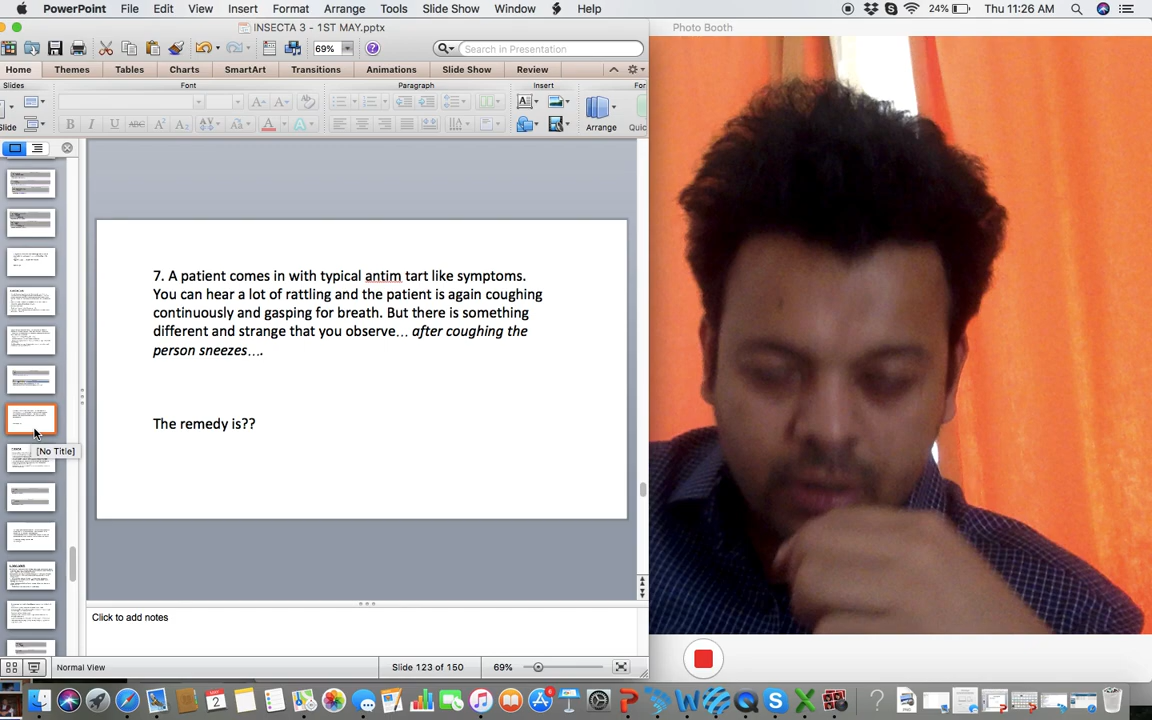 PowerPoint File Edit View Insert Format Arrange Tools Slide Show Window Help 24% Thu 11:26 AM
INSECTA 3 - 1ST MAY.pptx
Photo Booth
69% Search in Presentation
Home Themes Tables Charts SmartArt Transitions Animations Slide Show Review
Slides Font Paragraph Insert
Arrange
7. A patient comes in with typical antim tart like symptoms.
You can hear a lot of rattling and the patient is again coughing
continuously and gasping for breath. But there is something
different and strange that you observe… after coughing the
person sneezes….
The remedy is??
[No Title]
Click to add notes
Normal View Slide 123 of 150 69%